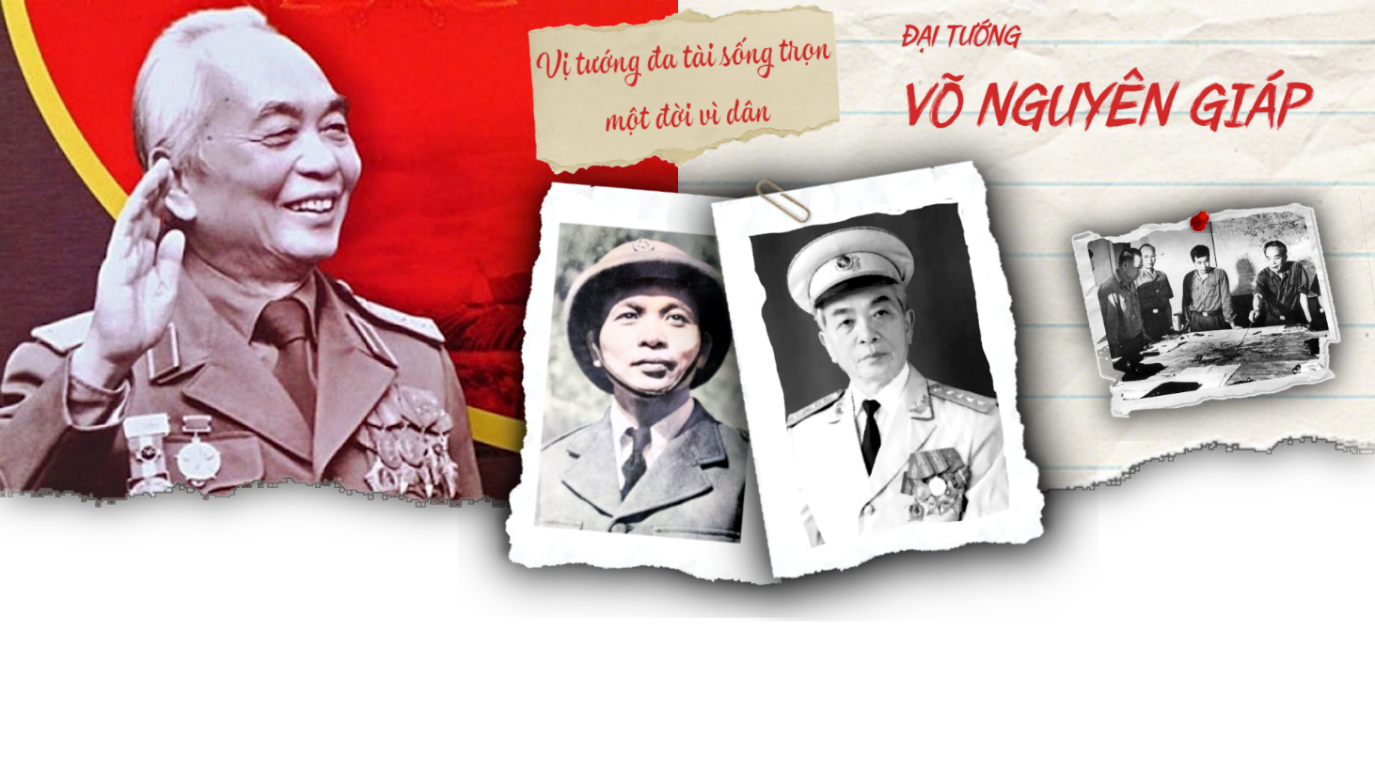 Vị tướng đa tài sống trọn
một đời vì dân
ĐẠI TƯỚNG
VÕ NGUYÊN GIÁP